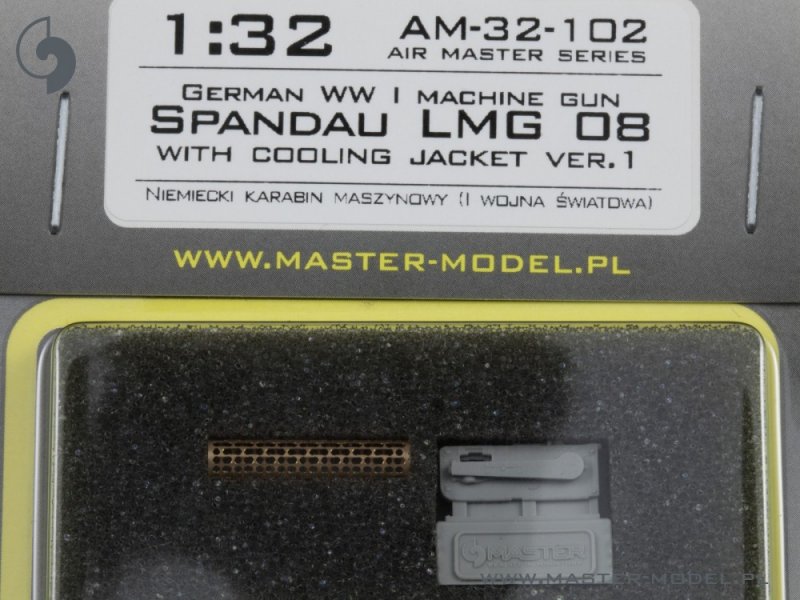 1:32
AM-32-102
AIR MASTER SERIES
GERMAN WW I MACHINE GUN
SPANDAU LMG 08
WITH COOLING JACKET VER.1
NIEMIECKI KARABIN MASZYNOWY (I WOJNA ŚWIATOWA)
WWW.MASTER-MODEL.PL
MASTER
WWW.MASTER-MODEL.PL